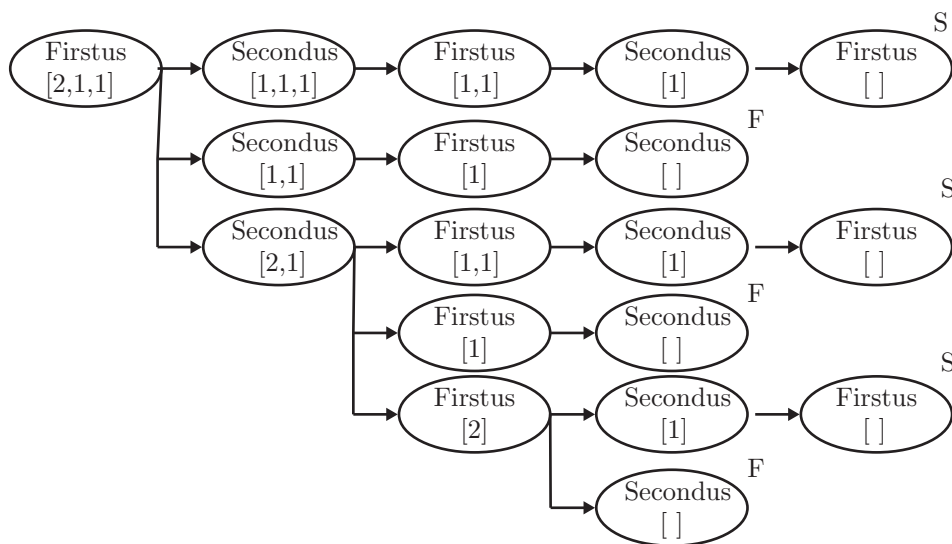 S
Firstus Secondus Firstus Secondus Firstus
[2,1,1] [1,1,1] [1,1] [1] [ ]
F
Secondus Firstus Secondus
[1,1] [1] [ ]
S
Secondus Firstus Secondus Firstus
[2,1] [1,1] [1] [ ]
F
Firstus Secondus
[1] [ ]
S
Firstus Secondus Firstus
[2] [1] [ ]
F
Secondus
[ ]